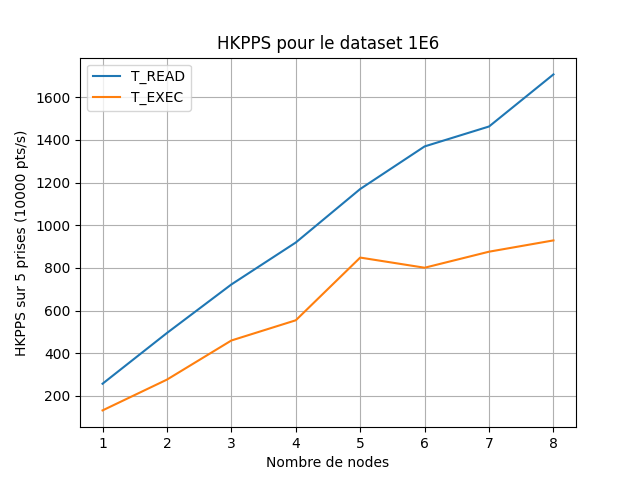 HKPPS pour le dataset 1E6
T_READ
T_EXEC
HKPPS sur 5 prises (10000 pts/s)
1600
1400
1200
1000
800
600
400
200
1 2 3 4 5 6 7 8
Nombre de nodes